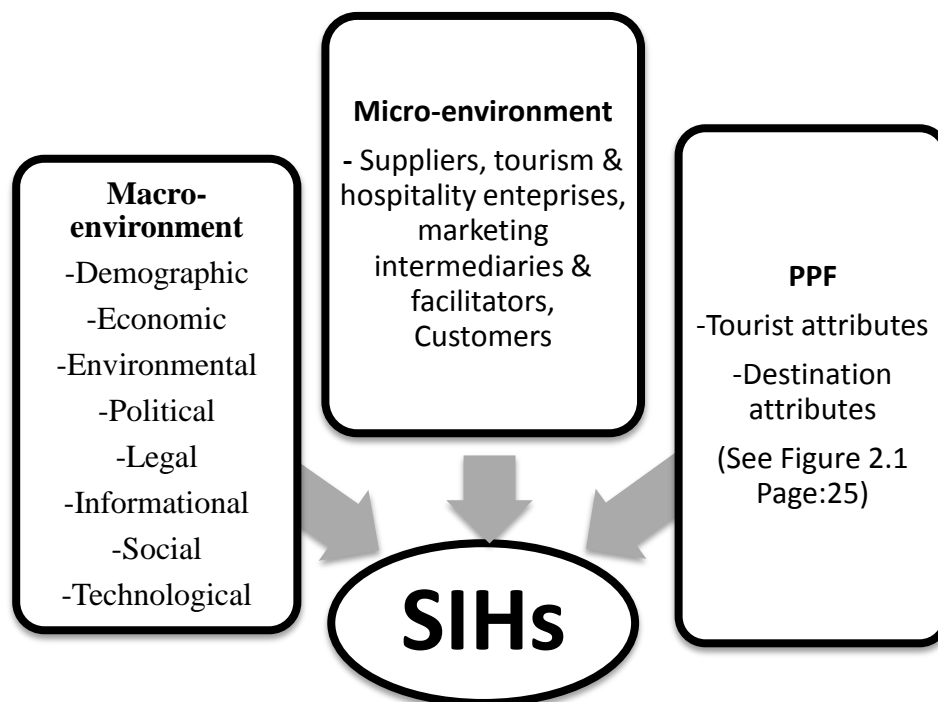 Macro-
environment
-Demographic
-Economic
-Environmental
-Political
-Legal
-Informational
-Social
-Technological
Micro-environment
- Suppliers, tourism &
hospitality enteprises,
marketing
intermediaries &
facilitators,
Customers
PPF
-Tourist attributes
-Destination
attributes
(See Figure 2.1
Page:25)
SIHs